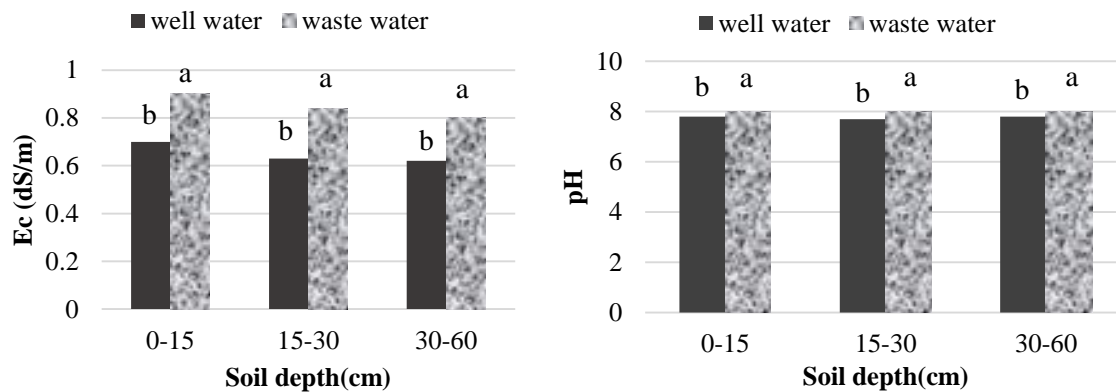 ■ well water ■ waste water
Ec (dS/m)
1
0.8
0.6
0.4
0.2
0
b a b a b a
0-15 15-30 30-60
Soil depth(cm)
■ well water ■ waste water
pH
10
8
6
4
2
0
b a b a b a
0-15 15-30 30-60
Soil depth(cm)